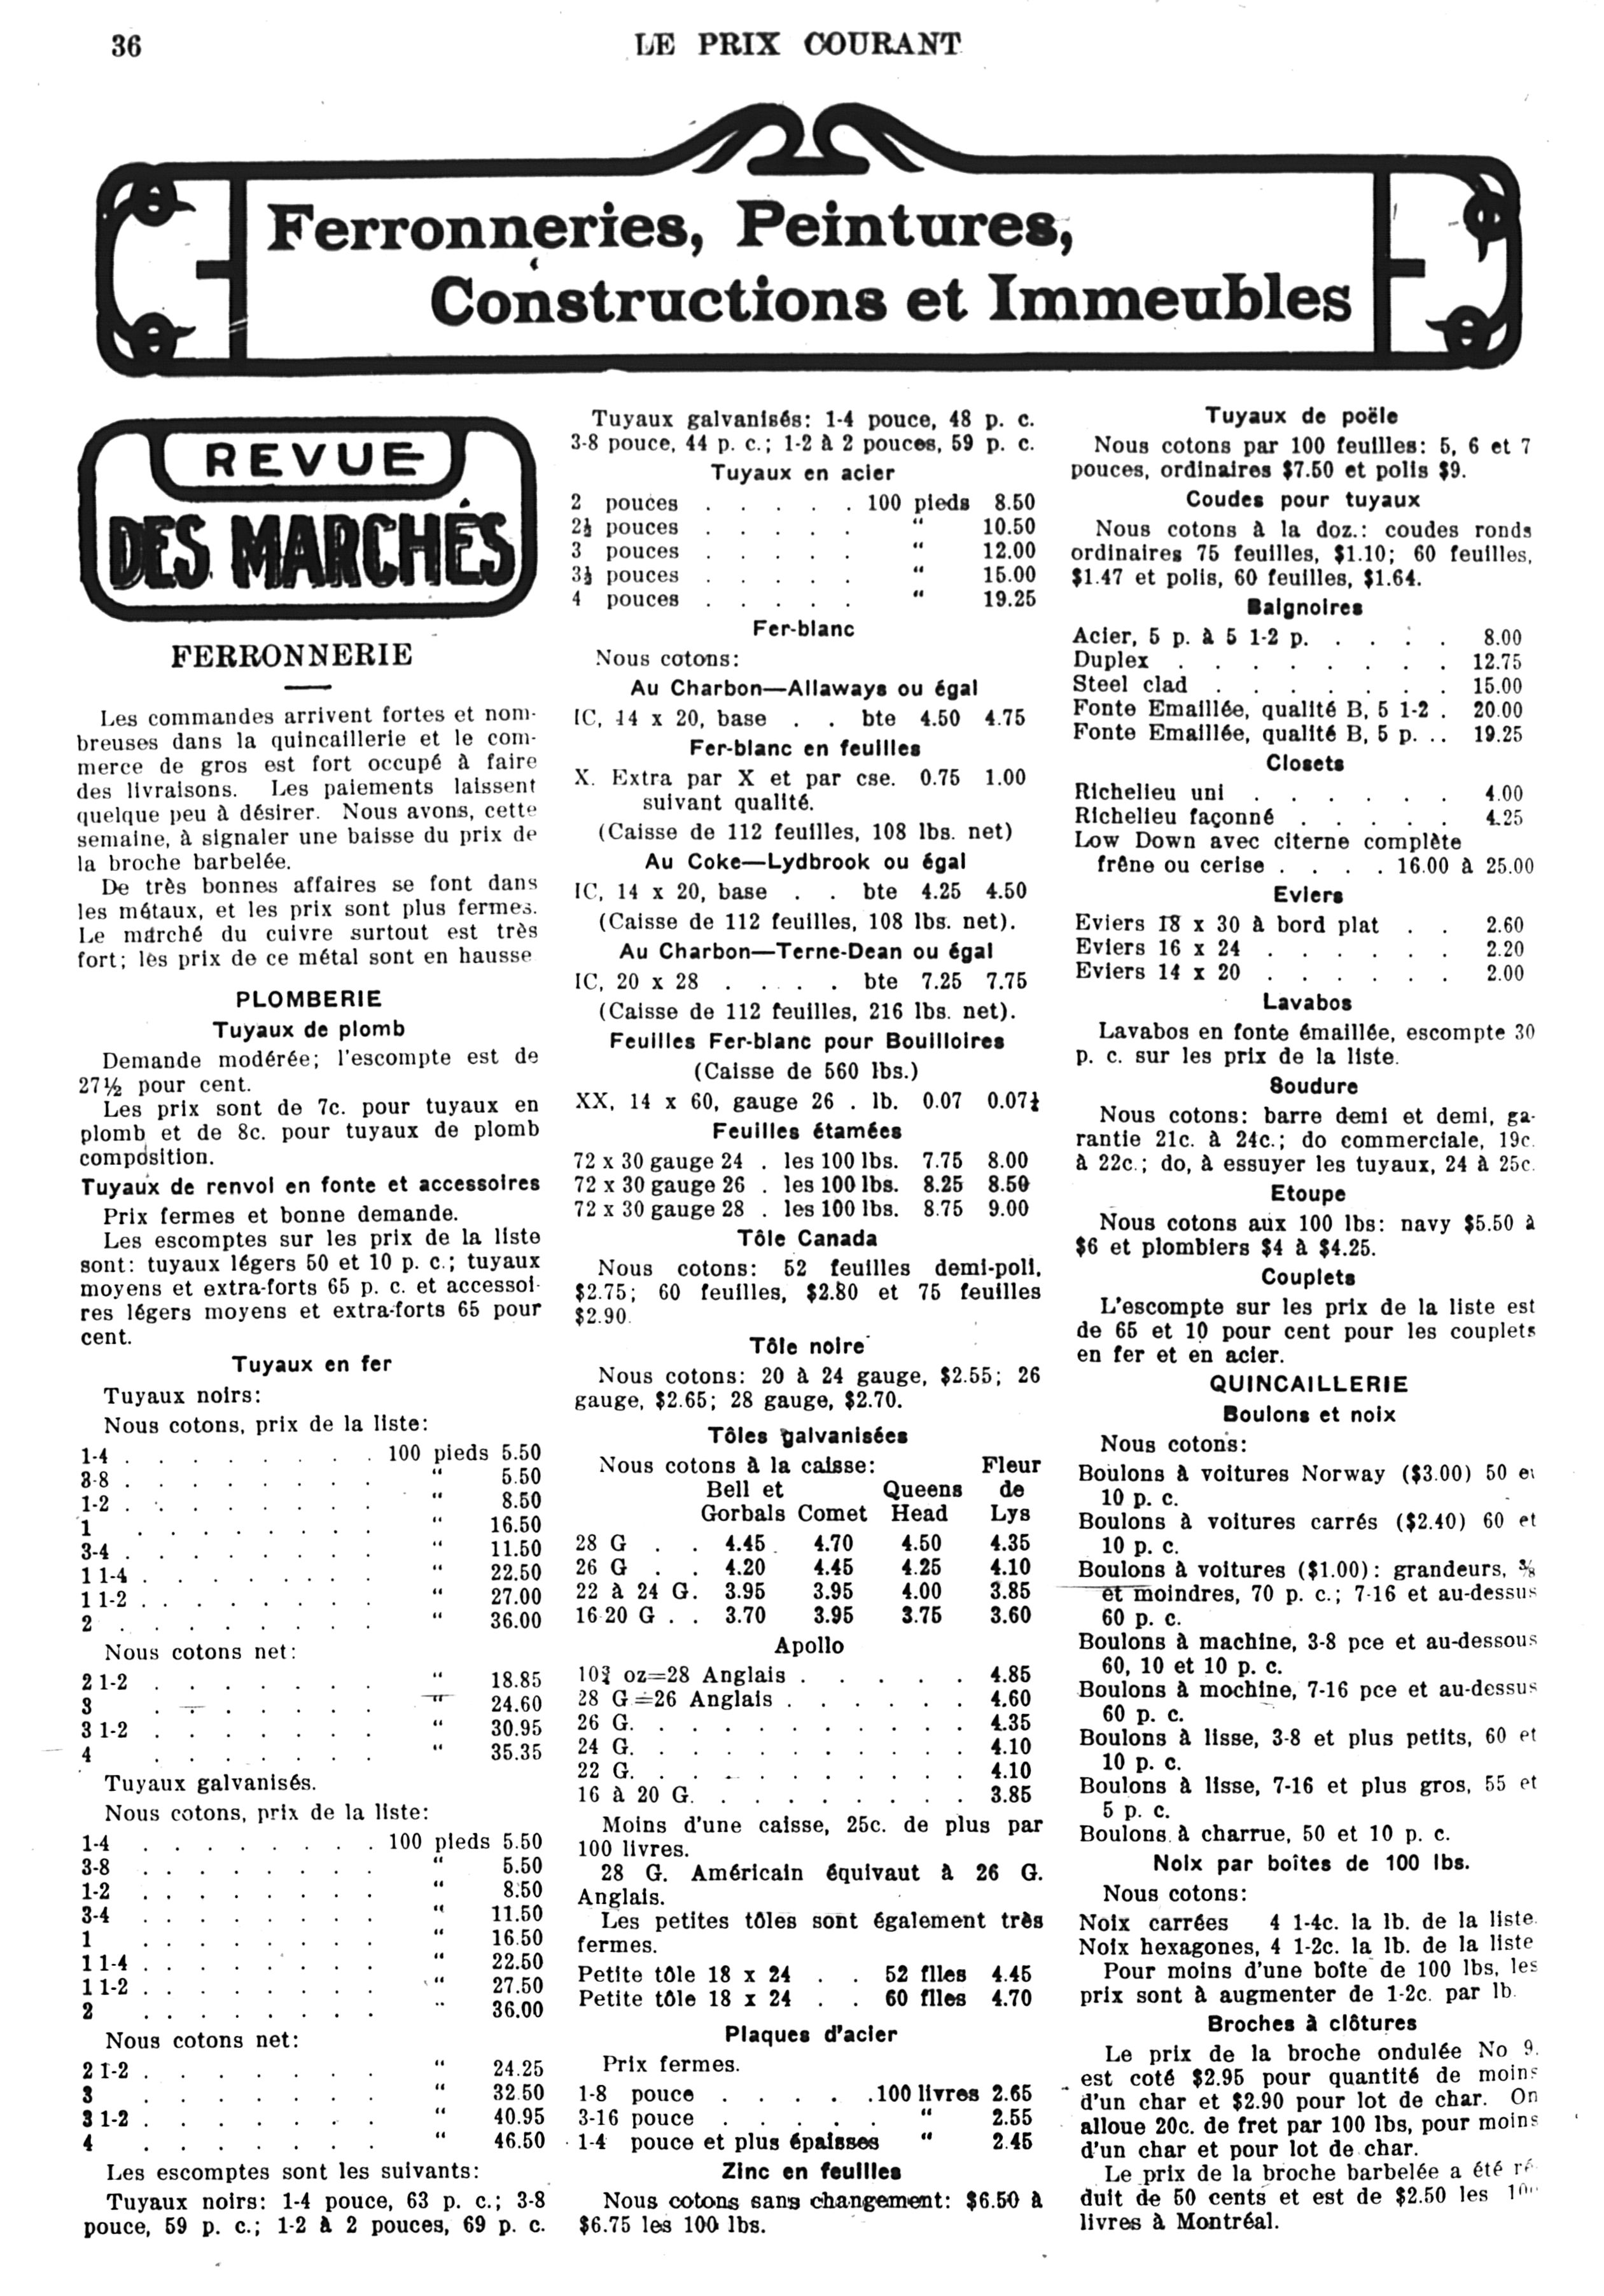 36
LE PRIX COURANT
Ferronneries, Peintures,
Constructions et Immeubles
REVUE
DES MARCHÉS
FERRONNERIE
Les commandes arrivent fortes et nom-
breuses dans la quincaillerie et le com-
merce de gros est fort occupé à faire
des livraisons. Les paiements laissent
quelque peu à désirer. Nous avons, cette
semaine, à signaler une baisse du prix de
la broche barbelée.
De très bonnes affaires se font dans
les métaux, et les prix sont plus fermes.
Le marché du cuivre surtout est très
fort; les prix de ce métal sont en hausse
PLOMBERIE
Tuyaux de plomb
Demande modérée; l'escompte est de
27½ pour cent.
Les prix sont de 7c. pour tuyaux en
plomb et de 8c. pour tuyaux de plomb
composition.
Tuyaux de renvoi en fonte et accessoires
Prix fermes et bonne demande.
Les escomptes sur les prix de la liste
sont: tuyaux légers 50 et 10 p. c.; tuyaux
moyens et extra-forts 65 p. c. et accessoi-
res légers moyens et extra-forts 65 pour
cent.
Tuyaux en fer
Tuyaux noirs:
Nous cotons, prix de la liste:
1-4 . . . . . . . . 100 pieds 5.50
3-8 . . . . . . . . " 5.50
1-2 . . . . . . . . " 8.50
1 . . . . . . . . " 16.50
3-4 . . . . . . . . " 11.50
1 1-4 . . . . . . . . " 22.50
1 1-2 . . . . . . . . " 27.00
2 . . . . . . . . " 36.00
Nous cotons net:
2 1-2 . . . . . . . " 18.85
3 . . . . . . . " 24.60
3 1-2 . . . . . . . " 30.95
4 . . . . . . . " 35.35
Tuyaux galvanisés.
Nous cotons, prix de la liste:
1-4 . . . . . . . . 100 pieds 5.50
3-8 . . . . . . . . " 5.50
1-2 . . . . . . . . " 8.50
3-4 . . . . . . . . " 11.50
1 . . . . . . . . " 16.50
1 1-4 . . . . . . . . " 22.50
1 1-2 . . . . . . . . " 27.50
2 . . . . . . . . " 36.00
Nous cotons net:
2 1-2 . . . . . . . " 24.25
3 . . . . . . . " 32.50
3 1-2 . . . . . . . " 40.95
4 . . . . . . . " 46.50
Les escomptes sont les suivants:
Tuyaux noirs: 1-4 pouce, 63 p. c.; 3-8
pouce, 59 p. c.; 1-2 à 2 pouces, 69 p. c.
Tuyaux galvanisés: 1-4 pouce, 48 p. c.
3-8 pouce, 44 p. c.; 1-2 à 2 pouces, 59 p. c.
Tuyaux en acier
2 pouces . . . . . 100 pieds 8.50
2½ pouces . . . . . " 10.50
3 pouces . . . . . " 12.00
3½ pouces . . . . . " 15.00
4 pouces . . . . . " 19.25
Fer-blanc
Nous cotons:
Au Charbon—Allaways ou égal
IC, 14 x 20, base . . bte 4.50 4.75
Fer-blanc en feuilles
X. Extra par X et par cse. 0.75 1.00
suivant qualité.
(Caisse de 112 feuilles, 108 lbs. net)
Au Coke—Lydbrook ou égal
IC, 14 x 20, base . . bte 4.25 4.50
(Caisse de 112 feuilles, 108 lbs. net).
Au Charbon—Terne-Dean ou égal
IC, 20 x 28 . . . . bte 7.25 7.75
(Caisse de 112 feuilles, 216 lbs. net).
Feuilles Fer-blanc pour Bouilloires
(Caisse de 560 lbs.)
XX, 14 x 60, gauge 26 . lb. 0.07 0.07½
Feuilles étamées
72 x 30 gauge 24 . les 100 lbs. 7.75 8.00
72 x 30 gauge 26 . les 100 lbs. 8.25 8.50
72 x 30 gauge 28 . les 100 lbs. 8.75 9.00
Tôle Canada
Nous cotons: 52 feuilles demi-poli,
$2.75; 60 feuilles, $2.80 et 75 feuilles
$2.90.
Tôle noire
Nous cotons: 20 à 24 gauge, $2.55; 26
gauge, $2.65; 28 gauge, $2.70.
Tôles galvanisées
Nous cotons à la caisse: Fleur
Bell et Queens de
Gorbals Comet Head Lys
28 G . . 4.45 4.70 4.50 4.35
26 G . . 4.20 4.45 4.25 4.10
22 à 24 G. 3.95 3.95 4.00 3.85
16-20 G . . 3.70 3.95 3.75 3.60
Apollo
10¾ oz=28 Anglais . . . . . 4.85
28 G=26 Anglais . . . . . . 4.60
26 G. . . . . . . . . . . 4.35
24 G. . . . . . . . . . . 4.10
22 G. . . . . . . . . . . 4.10
16 à 20 G. . . . . . . . . 3.85
Moins d'une caisse, 25c. de plus par
100 livres.
28 G. Américain équivaut à 26 G.
Anglais.
Les petites tôles sont également très
fermes.
Petite tôle 18 x 24 . . 52 flles 4.45
Petite tôle 18 x 24 . . 60 flles 4.70
Plaques d'acier
Prix fermes.
1-8 pouce . . . . . 100 livres 2.65
3-16 pouce . . . . . " 2.55
1-4 pouce et plus épaisses " 2.45
Zinc en feuilles
Nous cotons sans changement: $6.50 à
$6.75 les 100 lbs.
Tuyaux de poële
Nous cotons par 100 feuilles: 5, 6 et 7
pouces, ordinaires $7.50 et polis $9.
Coudes pour tuyaux
Nous cotons à la doz.: coudes ronds
ordinaires 75 feuilles, $1.10; 60 feuilles,
$1.47 et polis, 60 feuilles, $1.64.
Baignoires
Acier, 5 p. à 5 1-2 p. . . . . 8.00
Duplex . . . . . . . . 12.75
Steel clad . . . . . . . 15.00
Fonte Emaillée, qualité B, 5 1-2 . 20.00
Fonte Emaillée, qualité B, 5 p. .. 19.25
Closets
Richelieu uni . . . . . . 4.00
Richelieu façonné . . . . . 4.25
Low Down avec citerne complète
frêne ou cerise . . . . 16.00 à 25.00
Eviers
Eviers 18 x 30 à bord plat . . 2.60
Eviers 16 x 24 . . . . . . 2.20
Eviers 14 x 20 . . . . . . 2.00
Lavabos
Lavabos en fonte émaillée, escompte 30
p. c. sur les prix de la liste.
Soudure
Nous cotons: barre demi et demi, ga-
rantie 21c. à 24c.; do commerciale, 19c.
à 22c.; do, à essuyer les tuyaux, 24 à 25c.
Etoupe
Nous cotons aux 100 lbs: navy $5.50 à
$6 et plombiers $4 à $4.25.
Couplets
L'escompte sur les prix de la liste est
de 65 et 10 pour cent pour les couplets
en fer et en acier.
QUINCAILLERIE
Boulons et noix
Nous cotons:
Boulons à voitures Norway ($3.00) 50 et
10 p. c.
Boulons à voitures carrés ($2.40) 60 et
10 p. c.
Boulons à voitures ($1.00): grandeurs, ⅜
et moindres, 70 p. c.; 7-16 et au-dessus
60 p. c.
Boulons à machine, 3-8 pce et au-dessous
60, 10 et 10 p. c.
Boulons à mochine, 7-16 pce et au-dessus
60 p. c.
Boulons à lisse, 3-8 et plus petits, 60 et
10 p. c.
Boulons à lisse, 7-16 et plus gros, 55 et
5 p. c.
Boulons à charrue, 50 et 10 p. c.
Noix par boîtes de 100 lbs.
Nous cotons:
Noix carrées 4 1-4c. la lb. de la liste.
Noix hexagones, 4 1-2c. la lb. de la liste
Pour moins d'une boîte de 100 lbs, les
prix sont à augmenter de 1-2c. par lb.
Broches à clôtures
Le prix de la broche ondulée No 9.
est coté $2.95 pour quantité de moins
d'un char et $2.90 pour lot de char. On
alloue 20c. de fret par 100 lbs, pour moins
d'un char et pour lot de char.
Le prix de la broche barbelée a été ré-
duit de 50 cents et est de $2.50 les 100
livres à Montréal.